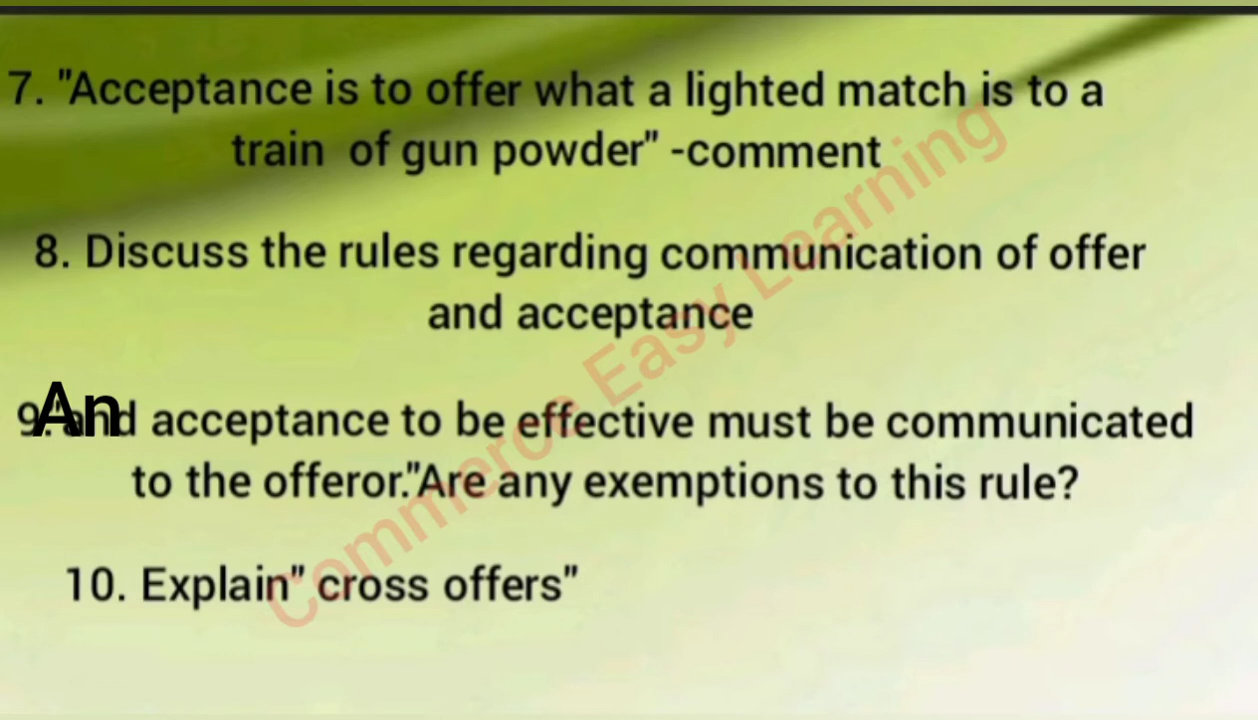 7. "Acceptance is to offer what a lighted match is to a
train of gun powder" -comment
8. Discuss the rules regarding communication of offer
and acceptance
9."and acceptance to be effective must be communicated
An
to the offeror."Are any exemptions to this rule?
10. Explain" cross offers"
Commerce Easy Learning